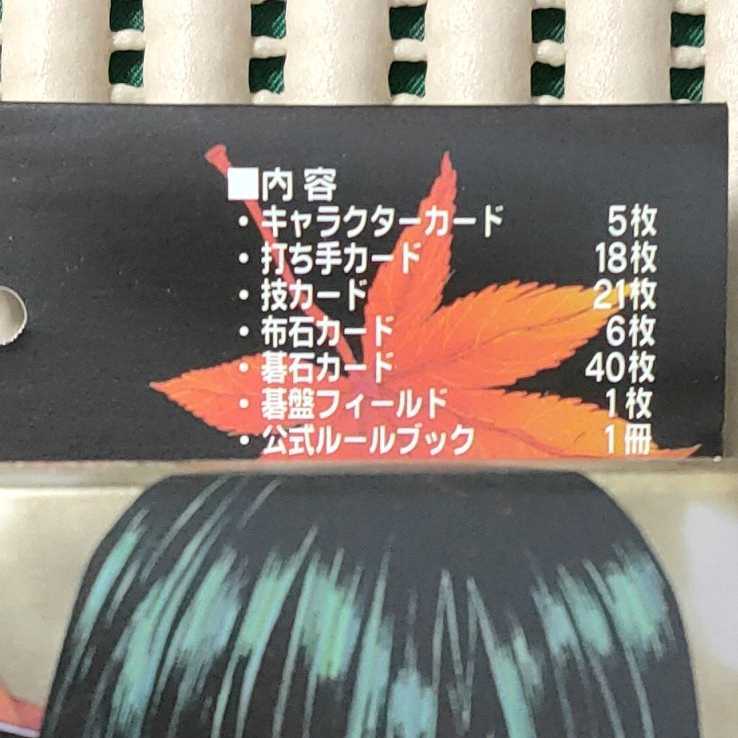 ■内容
・キャラクターカード 5枚
・打ち手カード 18枚
・技カード 21枚
・布石カード 6枚
・碁石カード 40枚
・碁盤フィールド 1枚
・公式ルールブック 1冊